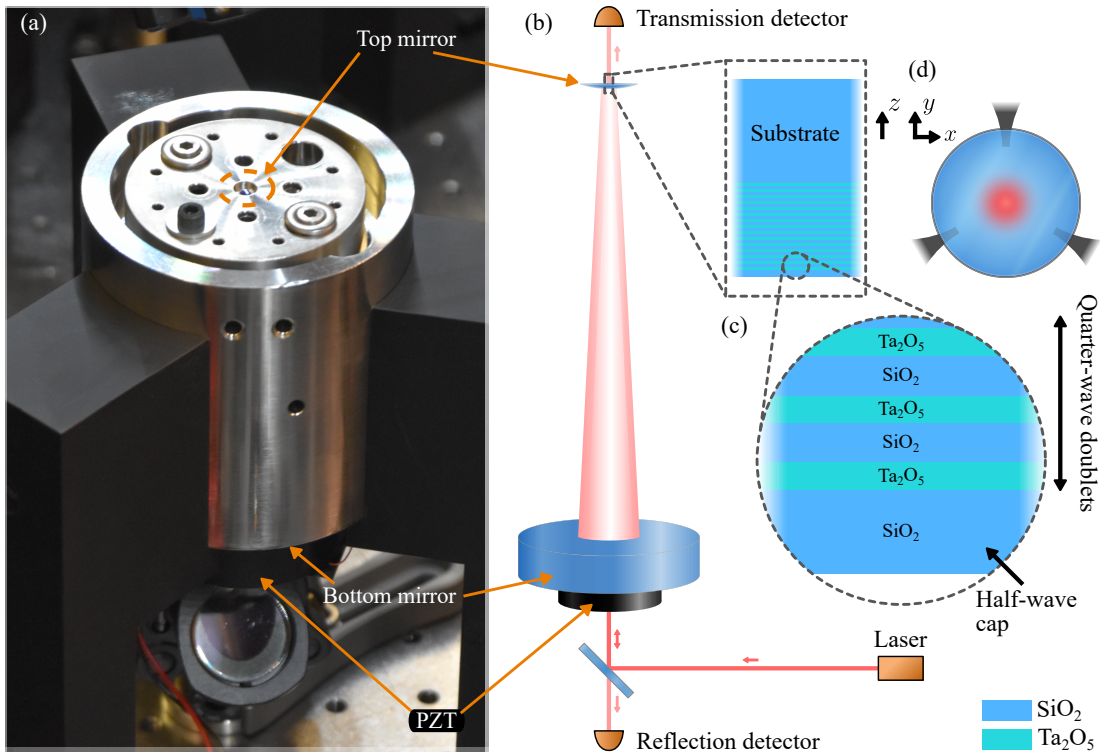 (a)
Top mirror
Bottom mirror
PZT
(b)
Transmission detector
Laser
Reflection detector
Substrate
z
y
x
(d)
(c)
Ta₂O₅
SiO₂
Ta₂O₅
SiO₂
Ta₂O₅
SiO₂
Quarter-wave doublets
Half-wave
cap
SiO₂
Ta₂O₅